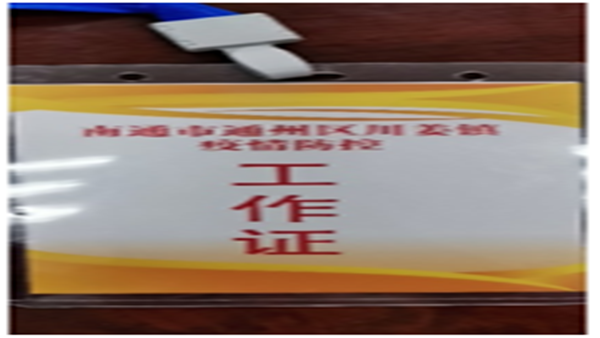 南通市通州区川姜镇
疫情防控
工
作
证